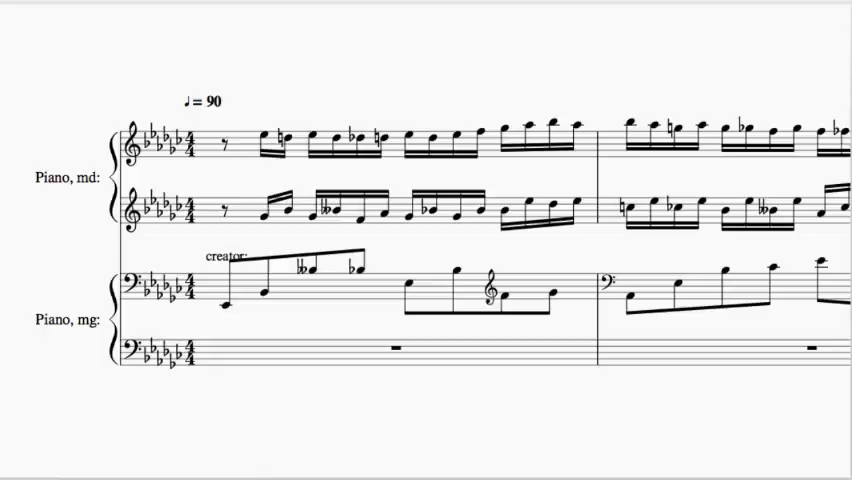 ♩= 90
Piano, md:
creator:
Piano, mg: